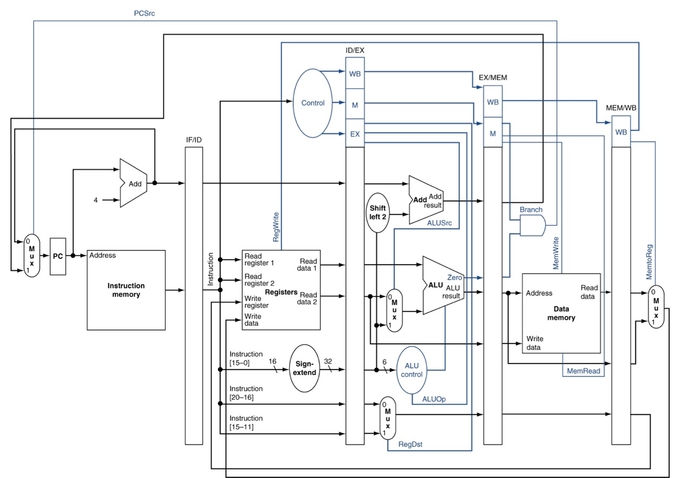 PCSrc
ID/EX
WB
EX/MEM
Control
M
WB
MEM/WB
EX
M
WB
IF/ID
Add
4
Add
Add
result
Shift
left 2
ALUSrc
Branch
RegWrite
MemWrite
MemtoReg
0
M
u
x
1
PC
Address
Instruction
memory
Instruction
Read
register 1
Read
register 2
Registers
Write
register
Write
data
Read
data 1
Read
data 2
0
M
u
x
1
Zero
ALU
ALU
result
Address
Read
data
Data
memory
Write
data
0
M
u
x
1
MemRead
Instruction
[15–0]
16
Sign-
extend
32
6
ALU
control
ALUOp
Instruction
[20–16]
Instruction
[15–11]
0
M
u
x
1
RegDst